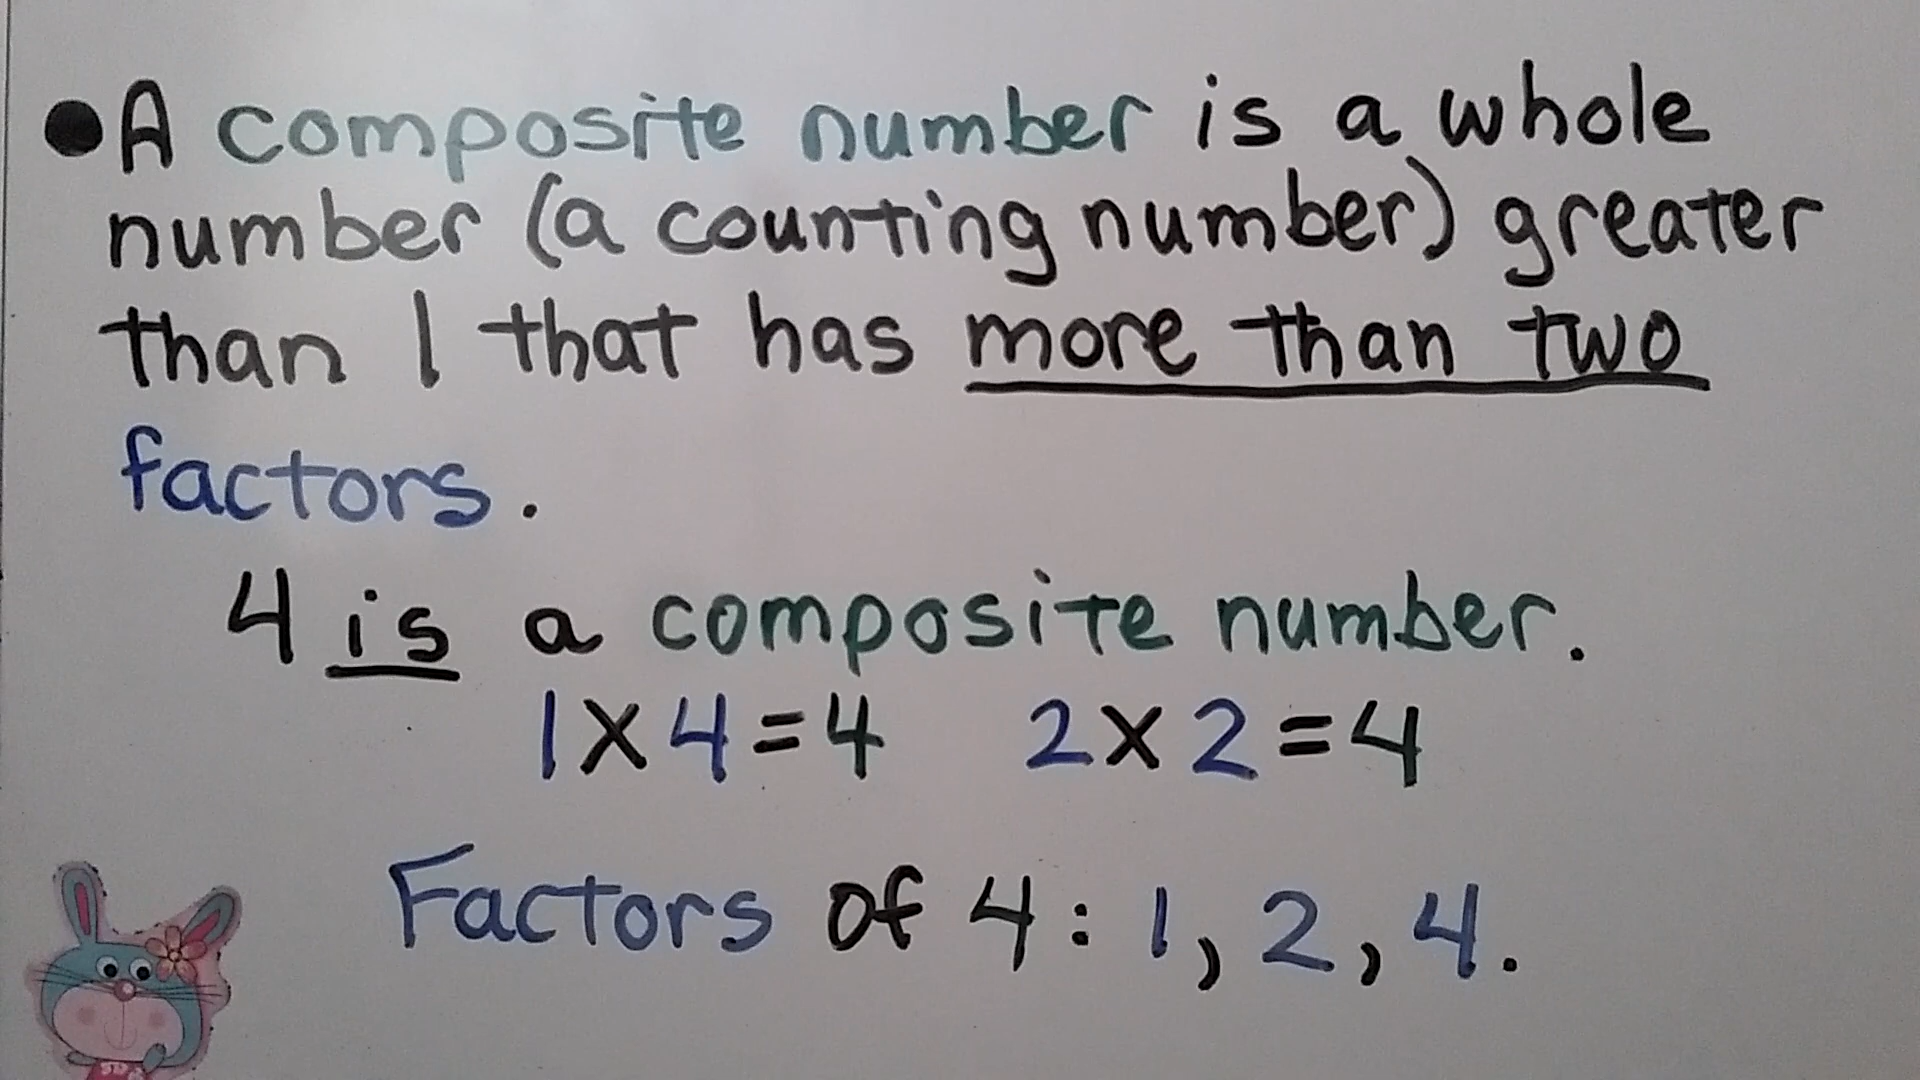 ●A composite number is a whole
number (a counting number) greater
than 1 that has more than two
factors.
4 is a composite number.
1x4=4 2x2=4
Factors of 4: 1, 2, 4.